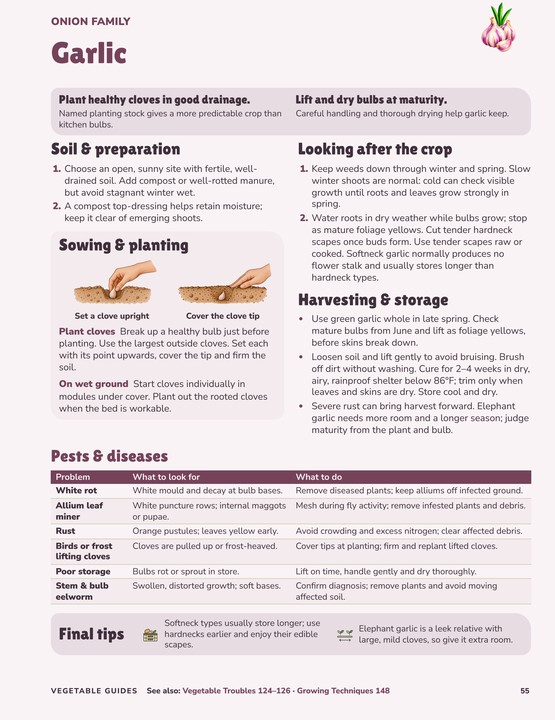 ONION FAMILY
Garlic
Plant healthy cloves in good drainage.
Named planting stock gives a more predictable crop than
kitchen bulbs.
Lift and dry bulbs at maturity.
Careful handling and thorough drying help garlic keep.
Soil & preparation
1. Choose an open, sunny site with fertile, well-
drained soil. Add compost or well-rotted manure,
but avoid stagnant winter wet.
2. A compost top-dressing helps retain moisture;
keep it clear of emerging shoots.
Sowing & planting
Set a clove upright
Cover the clove tip
Plant cloves Break up a healthy bulb just before
planting. Use the largest outside cloves. Set each
with its point upwards, cover the tip and firm the
soil.
On wet ground Start cloves individually in
modules under cover. Plant out the rooted cloves
when the bed is workable.
Looking after the crop
1. Keep weeds down through winter and spring. Slow
winter shoots are normal: cold can check visible
growth until roots and leaves grow strongly in
spring.
2. Water roots in dry weather while bulbs grow; stop
as mature foliage yellows. Cut tender hardneck
scapes once buds form. Use tender scapes raw or
cooked. Softneck garlic normally produces no
flower stalk and usually stores longer than
hardneck types.
Harvesting & storage
• Use green garlic whole in late spring. Check
mature bulbs from June and lift as foliage yellows,
before skins break down.
• Loosen soil and lift gently to avoid bruising. Brush
off dirt without washing. Cure for 2–4 weeks in dry,
airy, rainproof shelter below 86°F; trim only when
leaves and skins are dry. Store cool and dry.
• Severe rust can bring harvest forward. Elephant
garlic needs more room and a longer season; judge
maturity from the plant and bulb.
Pests & diseases
Problem What to look for What to do
White rot White mould and decay at bulb bases. Remove diseased plants; keep alliums off infected ground.
Allium leaf White puncture rows; internal maggots Mesh during fly activity; remove infested plants and debris.
miner or pupae.
Rust Orange pustules; leaves yellow early. Avoid crowding and excess nitrogen; clear affected debris.
Birds or frost Cloves are pulled up or frost-heaved. Cover tips at planting; firm and replant lifted cloves.
lifting cloves
Poor storage Bulbs rot or sprout in store. Lift on time, handle gently and dry thoroughly.
Stem & bulb Swollen, distorted growth; soft bases. Confirm diagnosis; remove plants and avoid moving
eelworm affected soil.
Final tips
Softneck types usually store longer; use
hardnecks earlier and enjoy their edible
scapes.
Elephant garlic is a leek relative with
large, mild cloves, so give it extra room.
VEGETABLE GUIDES See also: Vegetable Troubles 124–126 · Growing Techniques 148
55